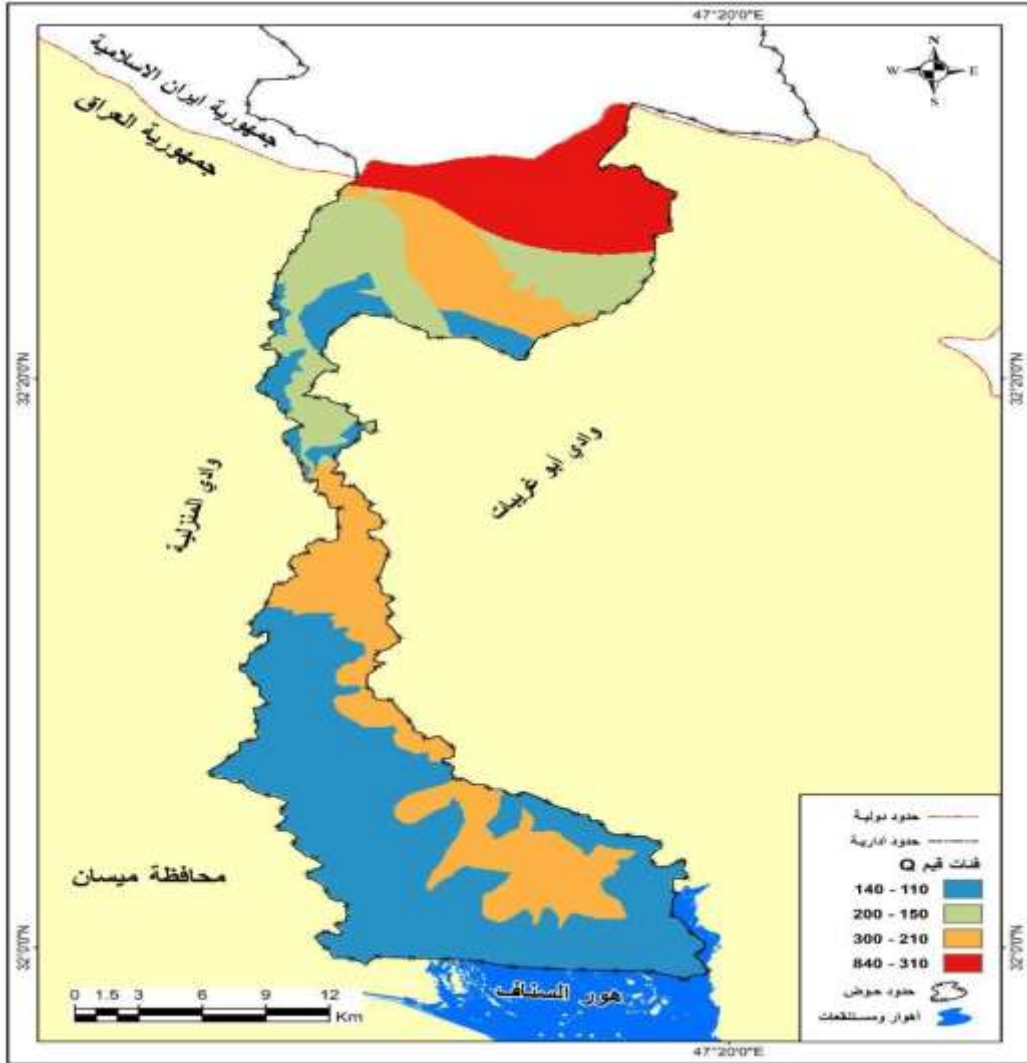 47°20'0"E
N
W E
S
جمهورية ايران الاسلامية
جمهورية العراق
32°20'0"N
32°20'0"N
وادي أبو غريبات
وادي المنزلية
محافظة ميسان
حدود دولية
حدود ادارية
فئات قيم Q
140 - 110
200 - 150
300 - 210
840 - 310
حدود حوض
أهوار ومستنقعات
32°0'0"N
32°0'0"N
هور السناف
0 1.5 3 6 9 12
Km
47°20'0"E